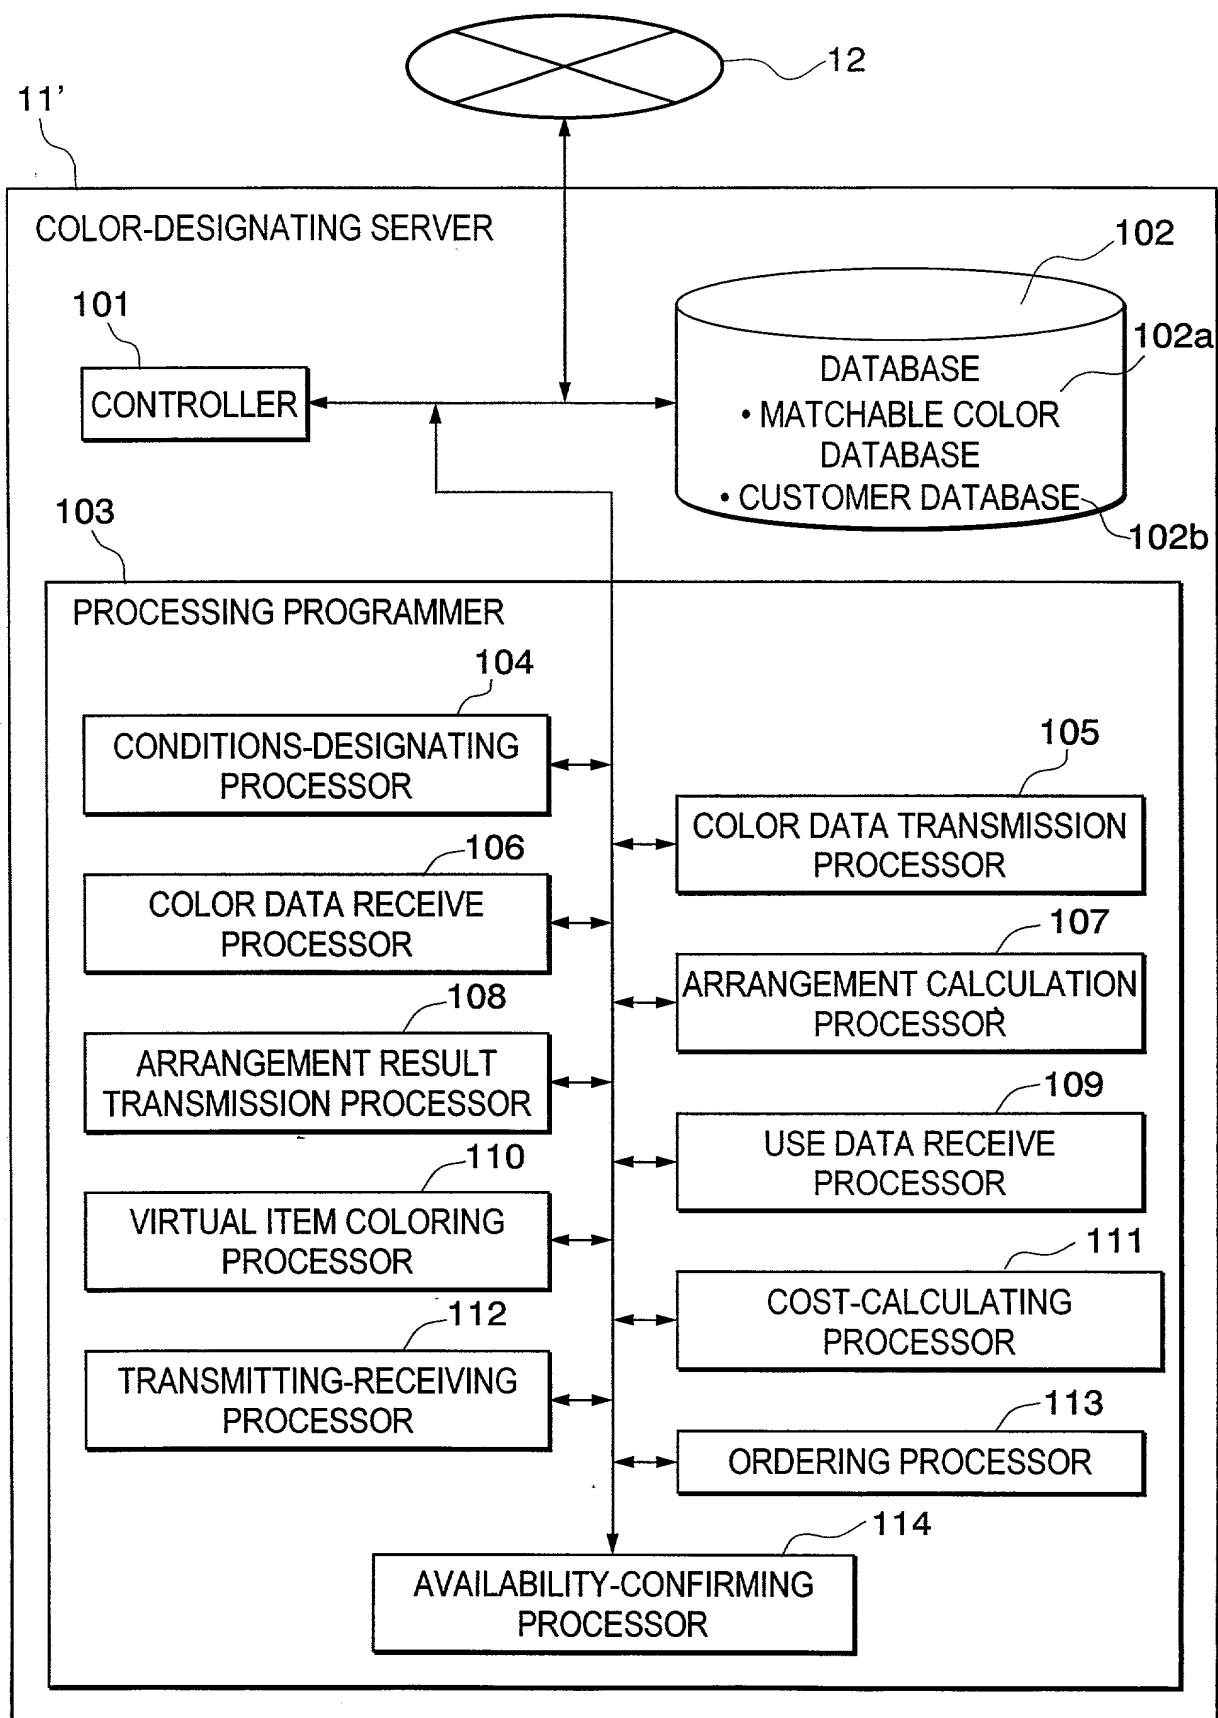 12
11'
COLOR-DESIGNATING SERVER
102
101
102a
CONTROLLER
DATABASE
• MATCHABLE COLOR
DATABASE
• CUSTOMER DATABASE
102b
103
PROCESSING PROGRAMMER
104
CONDITIONS-DESIGNATING
PROCESSOR
105
COLOR DATA TRANSMISSION
PROCESSOR
106
COLOR DATA RECEIVE
PROCESSOR
107
ARRANGEMENT CALCULATION
PROCESSOR
108
ARRANGEMENT RESULT
TRANSMISSION PROCESSOR
109
USE DATA RECEIVE
PROCESSOR
110
VIRTUAL ITEM COLORING
PROCESSOR
111
COST-CALCULATING
PROCESSOR
112
TRANSMITTING-RECEIVING
PROCESSOR
113
ORDERING PROCESSOR
114
AVAILABILITY-CONFIRMING
PROCESSOR